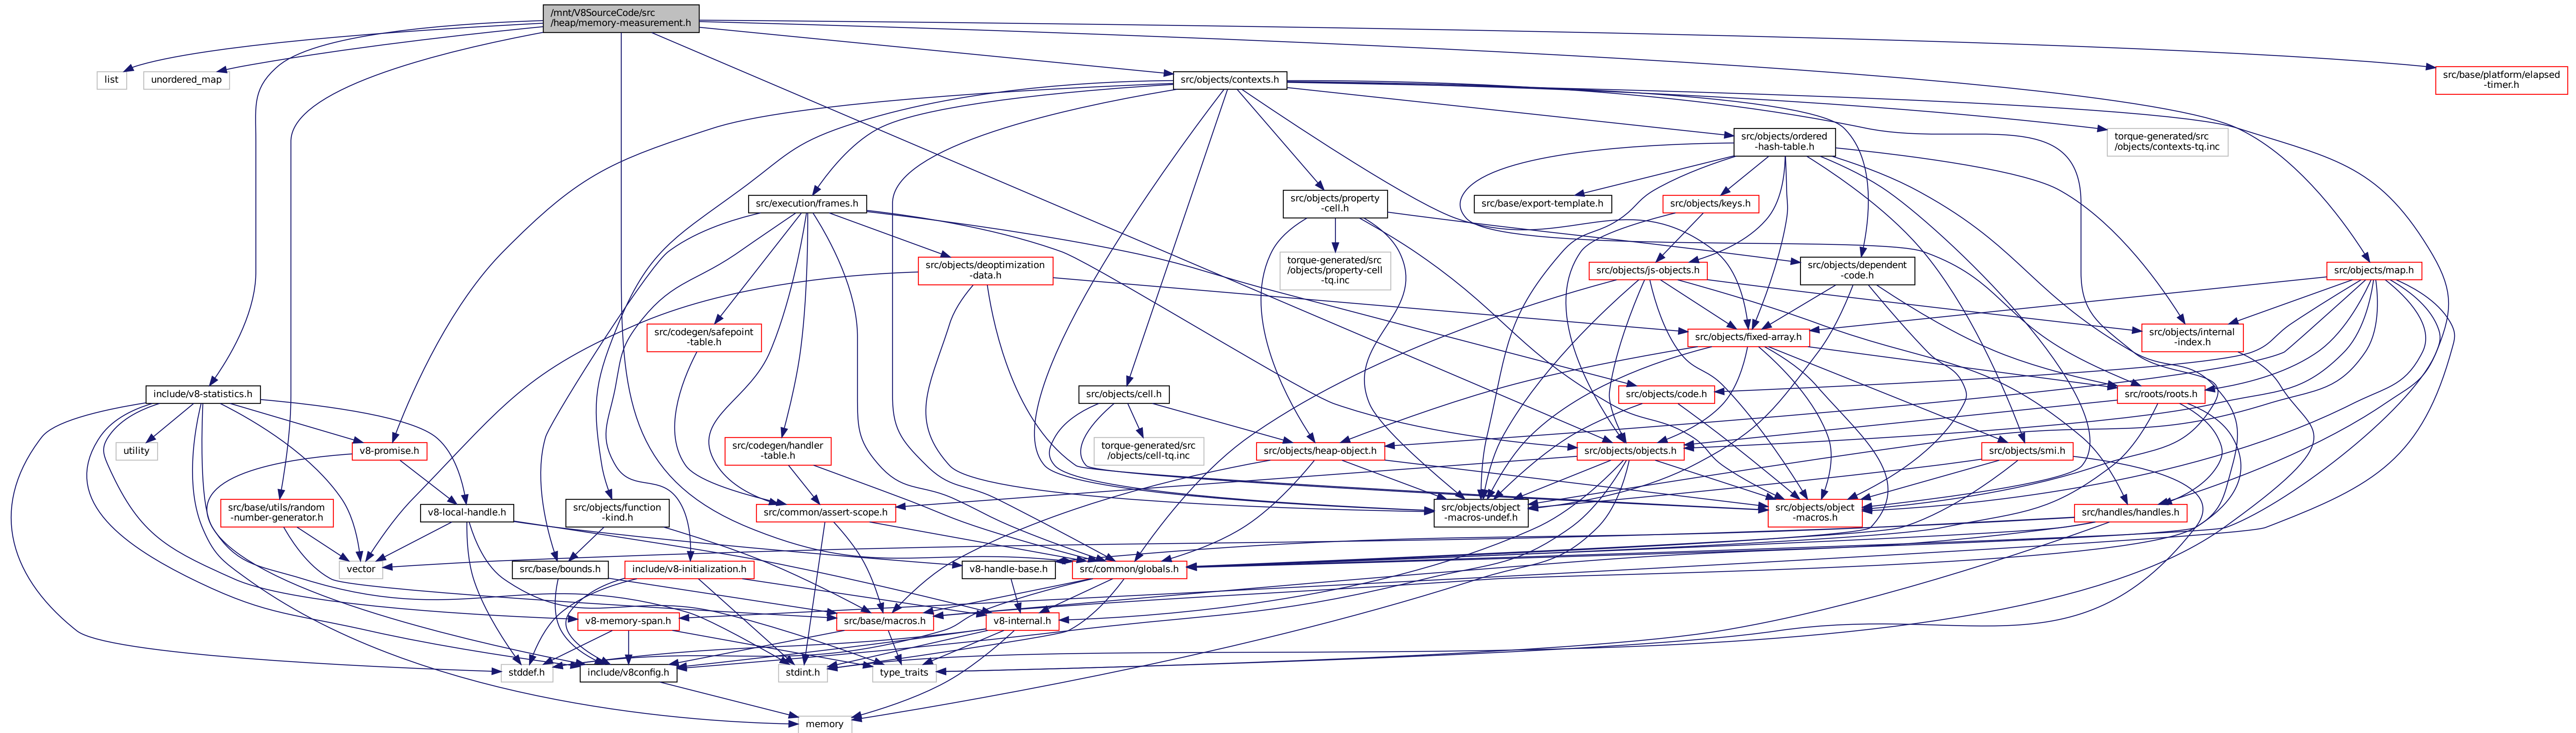 /mnt/V8SourceCode/src
/heap/memory-measurement.h
list
unordered_map
src/objects/contexts.h
src/base/platform/elapsed
-timer.h
src/objects/ordered
-hash-table.h
torque-generated/src
/objects/contexts-tq.inc
src/execution/frames.h
src/objects/property
-cell.h
src/base/export-template.h
src/objects/keys.h
src/objects/deoptimization
-data.h
torque-generated/src
/objects/property-cell
-tq.inc
src/objects/js-objects.h
src/objects/dependent
-code.h
src/objects/map.h
src/codegen/safepoint
-table.h
src/objects/fixed-array.h
src/objects/internal
-index.h
include/v8-statistics.h
src/objects/cell.h
src/objects/code.h
src/roots/roots.h
utility
v8-promise.h
src/codegen/handler
-table.h
torque-generated/src
/objects/cell-tq.inc
src/objects/heap-object.h
src/objects/objects.h
src/objects/smi.h
src/base/utils/random
-number-generator.h
v8-local-handle.h
src/objects/function
-kind.h
src/common/assert-scope.h
src/objects/object
-macros-undef.h
src/objects/object
-macros.h
src/handles/handles.h
vector
src/base/bounds.h
include/v8-initialization.h
v8-handle-base.h
src/common/globals.h
v8-memory-span.h
src/base/macros.h
v8-internal.h
stddef.h
include/v8config.h
stdint.h
type_traits
memory